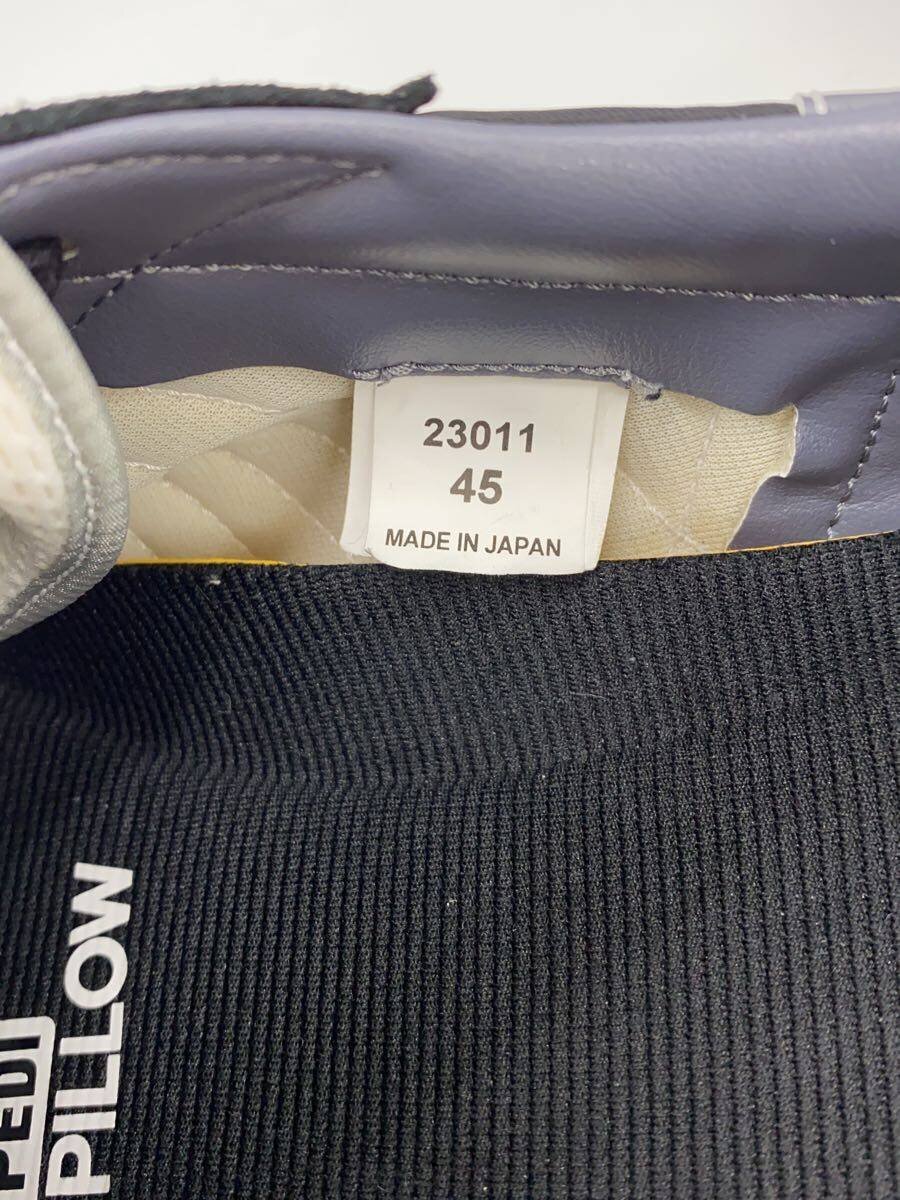 23011
45
MADE IN JAPAN
PEDI
PILLOW